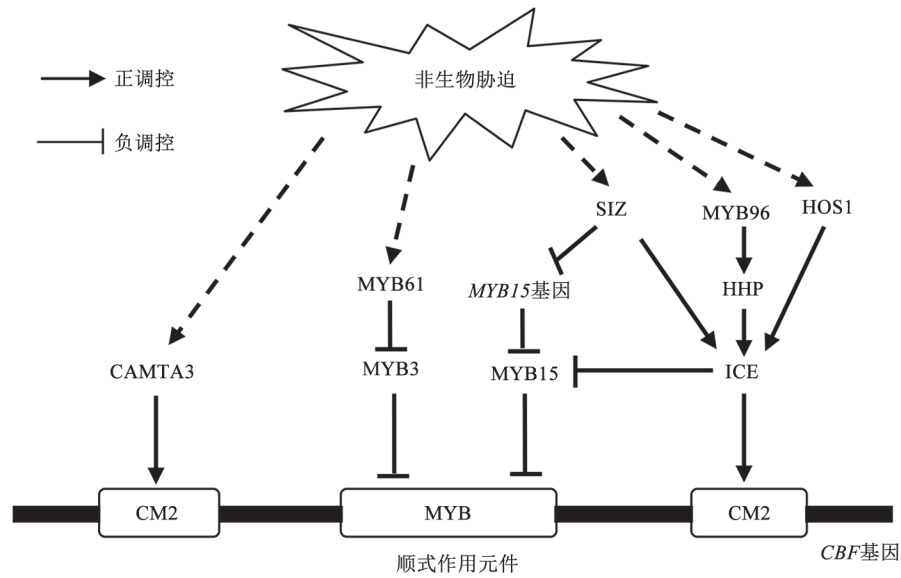 非生物胁迫
正调控
负调控
SIZ
MYB96
HOS1
MYB61
MYB15基因
HHP
CAMTA3
MYB3
MYB15
ICE
CM2
MYB
CM2
顺式作用元件
CBF基因